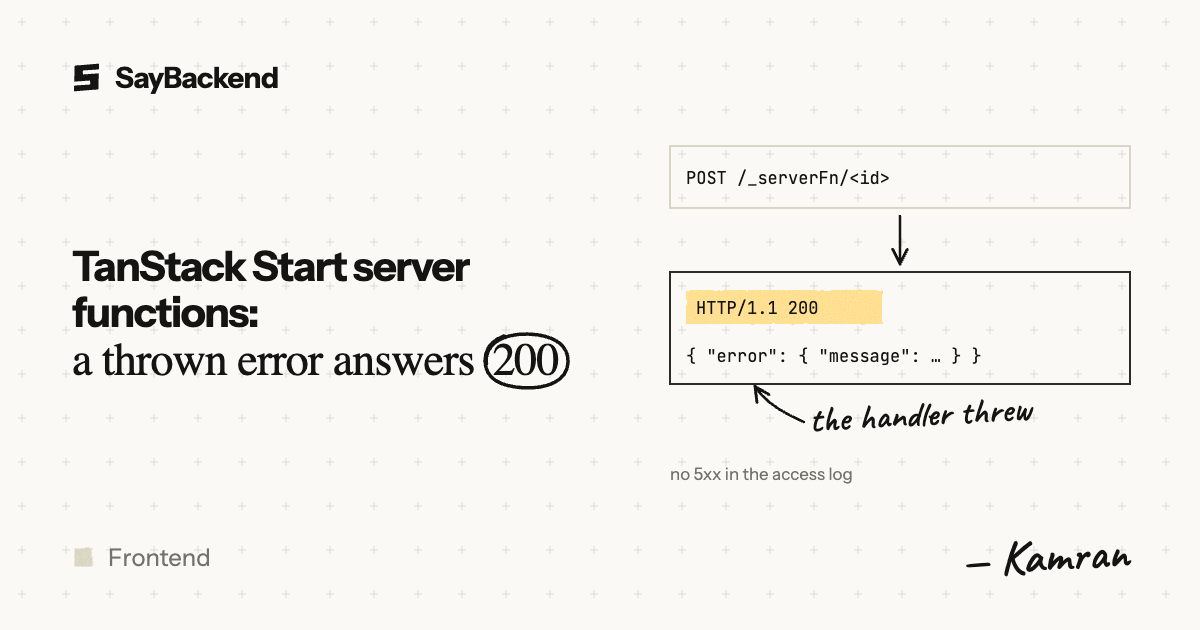 SayBackend
TanStack Start server
functions:
a thrown error answers 200
POST /_serverFn/<id>
HTTP/1.1 200
{ "error": { "message": … } }
the handler threw
no 5xx in the access log
Frontend
– Kamran